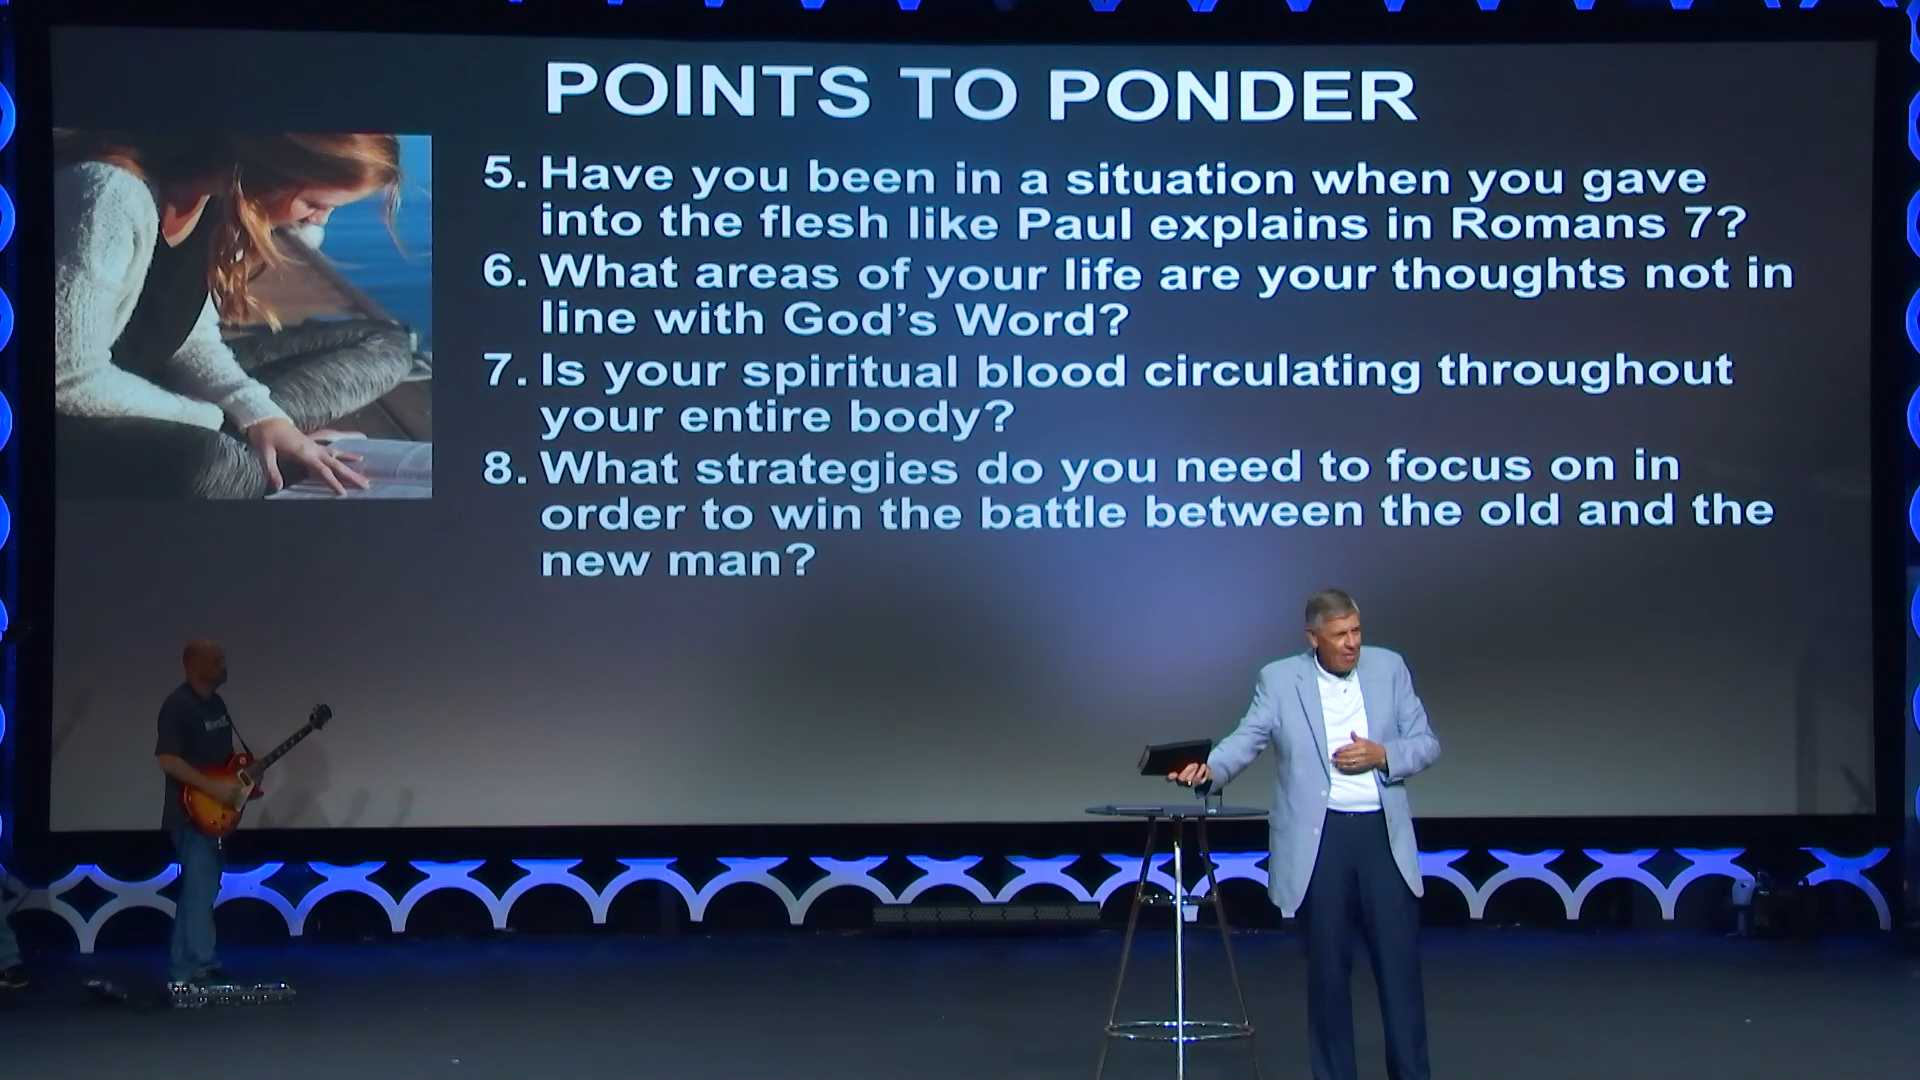 POINTS TO PONDER
5. Have you been in a situation when you gave
into the flesh like Paul explains in Romans 7?
6. What areas of your life are your thoughts not in
line with God's Word?
7. Is your spiritual blood circulating throughout
your entire body?
8. What strategies do you need to focus on in
order to win the battle between the old and the
new man?